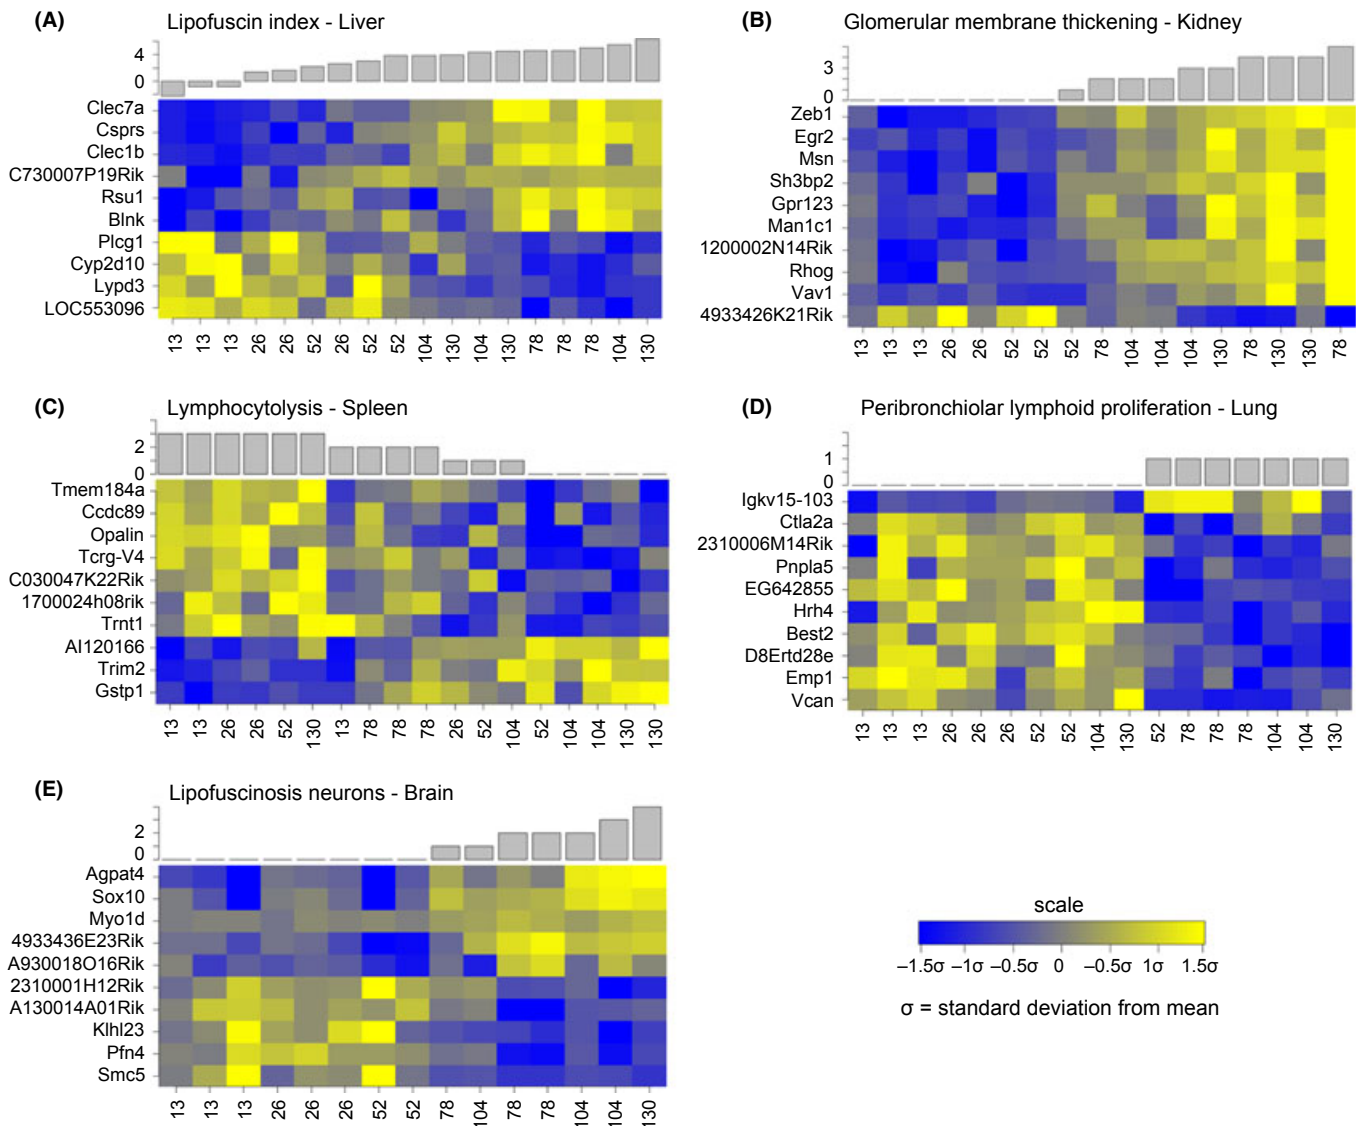 (A) Lipofuscin index - Liver
4
0
Clec7a
Csprs
Clec1b
C730007P19Rik
Rsu1
Blnk
Plcg1
Cyp2d10
Lypd3
LOC553096
13 13 13 26 26 52 26 52 52 104 130 104 130 78 78 78 104 130
(B) Glomerular membrane thickening - Kidney
3
0
Zeb1
Egr2
Msn
Sh3bp2
Gpr123
Man1c1
1200002N14Rik
Rhog
Vav1
4933426K21Rik
13 13 13 26 26 52 52 52 78 104 104 104 130 78 130 130 78
(C) Lymphocytolysis - Spleen
2
0
Tmem184a
Ccdc89
Opalin
Tcrg-V4
C030047K22Rik
1700024h08rik
Trnt1
AI120166
Trim2
Gstp1
13 13 26 26 52 130 13 78 78 78 26 52 104 52 104 104 130 130
(D) Peribronchiolar lymphoid proliferation - Lung
1
0
Igkv15-103
Ctla2a
2310006M14Rik
Pnpla5
EG642855
Hrh4
Best2
D8Ertd28e
Emp1
Vcan
13 13 13 26 26 26 52 52 104 130 52 78 78 78 104 104 130
(E) Lipofuscinosis neurons - Brain
2
0
Agpat4
Sox10
Myo1d
4933436E23Rik
A930018O16Rik
2310001H12Rik
A130014A01Rik
Klhl23
Pfn4
Smc5
13 13 13 26 26 26 52 52 78 104 78 78 104 104 130
scale
−1.5σ −1σ −0.5σ 0 −0.5σ 1σ 1.5σ
σ = standard deviation from mean